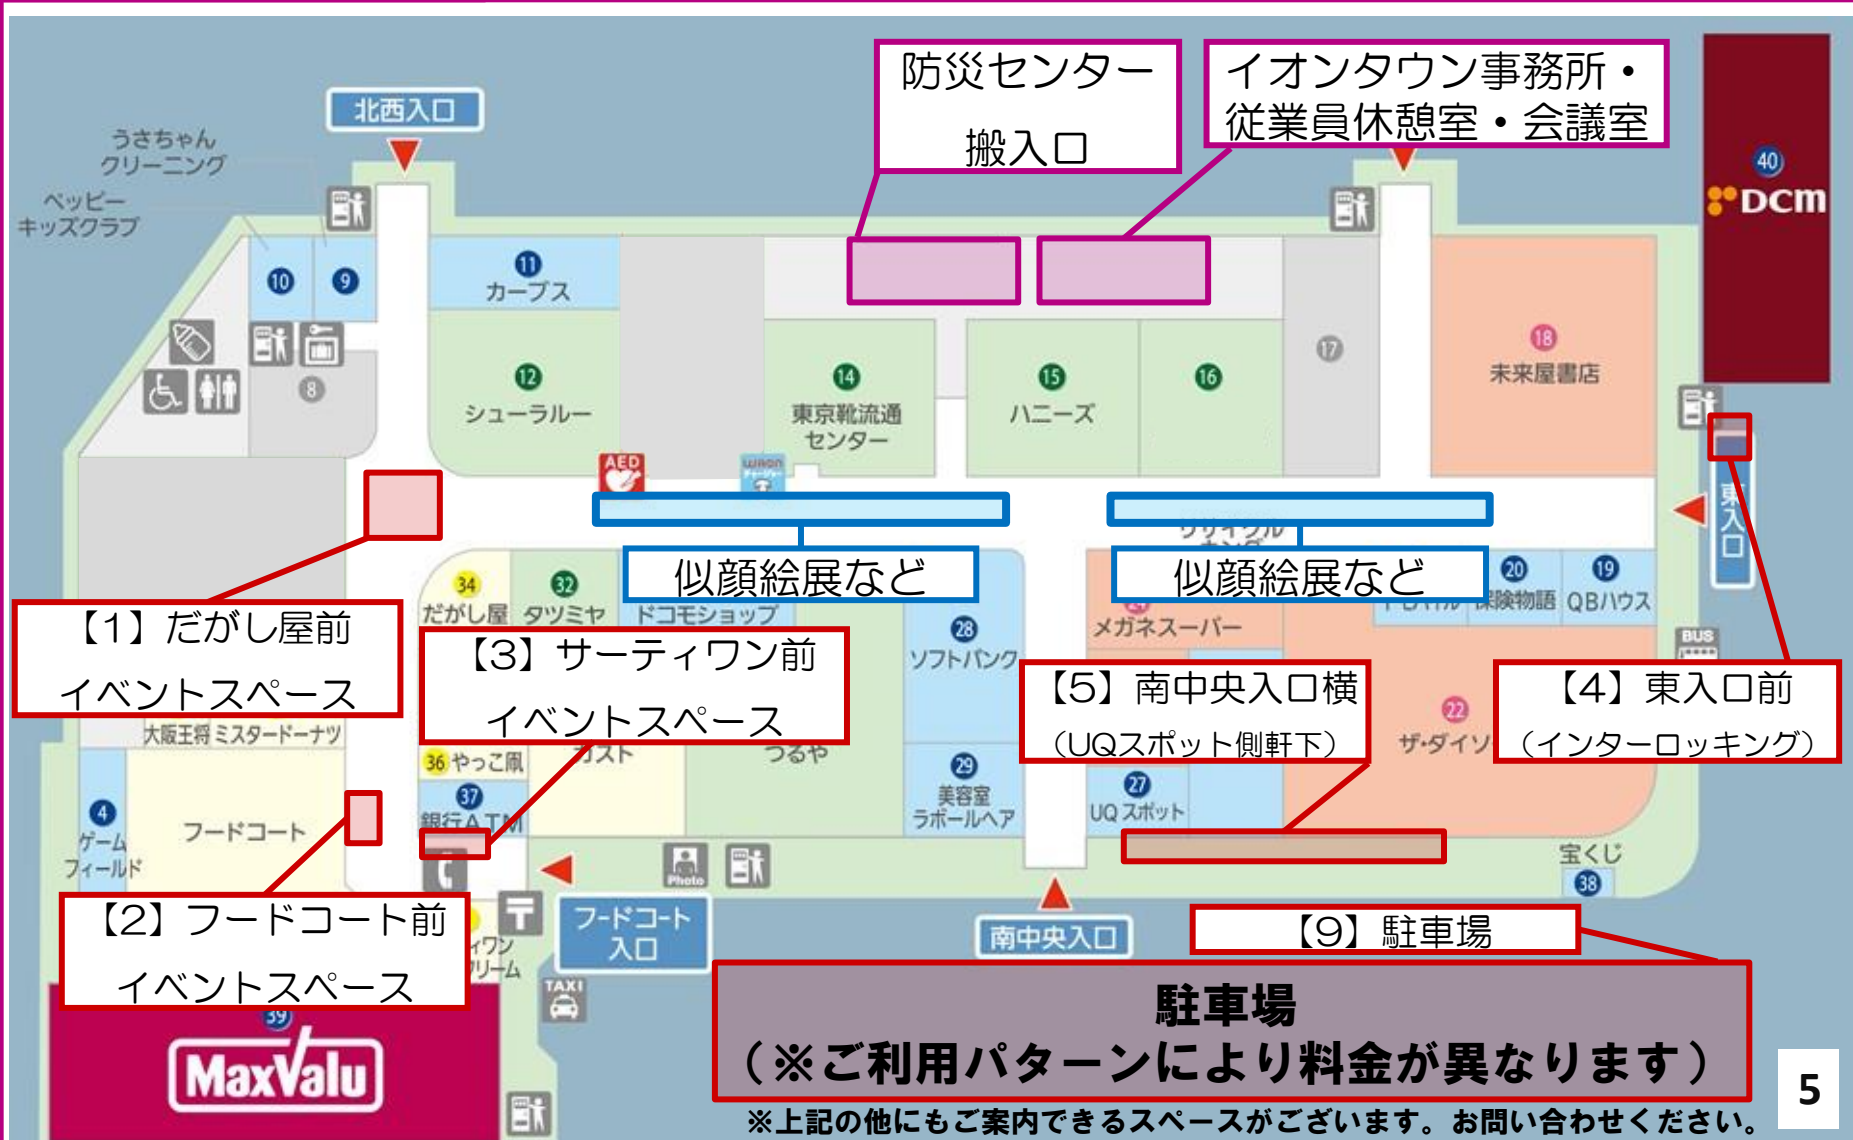 防災センター
搬入口
イオンタウン事務所・
従業員休憩室・会議室
北西入口
うさちゃん
クリーニング
ペッピー
キッズクラブ
40
DCM
10
9
11
カーブス
8
12
シューラルー
14
東京靴流通
センター
15
ハニーズ
16
17
18
未来屋書店
AED
WAON
東入口
似顔絵展など
似顔絵展など
リサイクル
34
だがし屋
32
タツミヤ
ドコモショップ
28
ソフトバンク
メガネスーパー
20
保険物語
19
QBハウス
BUS
【1】だがし屋前
イベントスペース
【3】サーティワン前
イベントスペース
【5】南中央入口横
（UQスポット側軒下）
【4】東入口前
（インターロッキング）
大阪王将 ミスタードーナツ
36 やっこ凧
ガスト
つるや
22
ザ・ダイソ
37
銀行ATM
29
美容室
ラポールヘア
27
UQ スポット
4
ゲーム
フィールド
フードコート
宝くじ
38
Photo
【2】フードコート前
イベントスペース
フードコート
入口
南中央入口
【9】駐車場
ィワン
リーム
TAXI
39
MaxValu
駐車場
（※ご利用パターンにより料金が異なります）
※上記の他にもご案内できるスペースがございます。お問い合わせください。
5